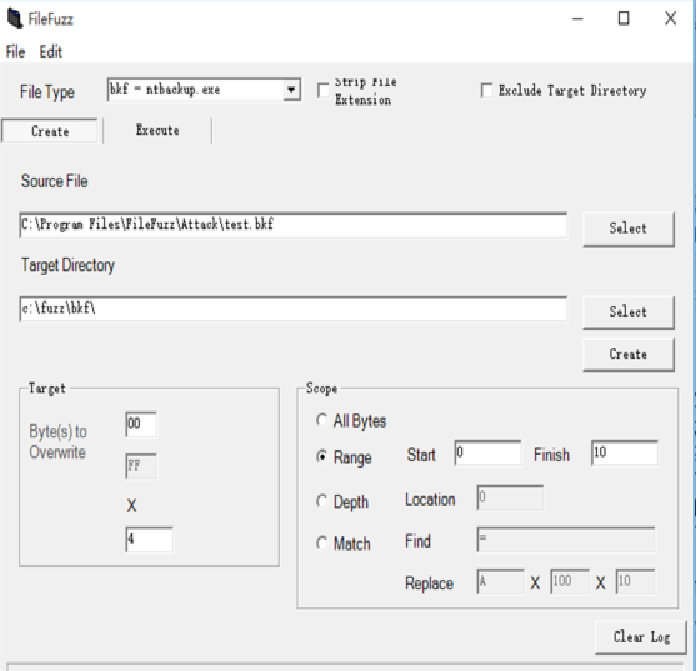 FileFuzz
File Edit
File Type bkf - ntbackup.exe Strip File Extension Exclude Target Directory
Create Execute
Source File
C:\Program Files\FileFuzz\Attack\test.bkf Select
Target Directory
c:\fuzz\bkf\ Select
Create
Target
Byte(s) to Overwrite
00
FF
X
4
Scope
All Bytes
Range Start 0 Finish 10
Depth Location 0
Match Find =
Replace A X 100 X 10
Clear Log